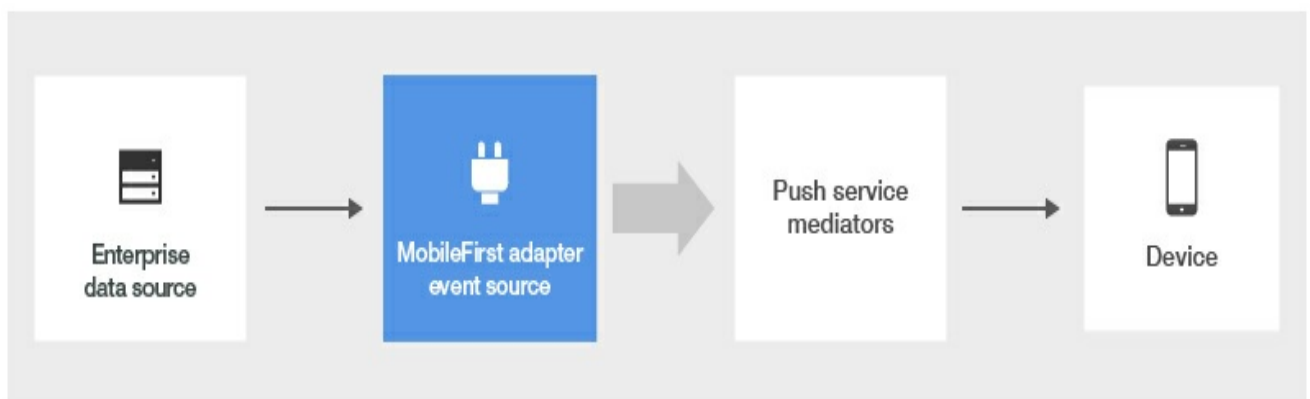 Enterprise
data source
MobileFirst adapter
event source
Push service
mediators
Device